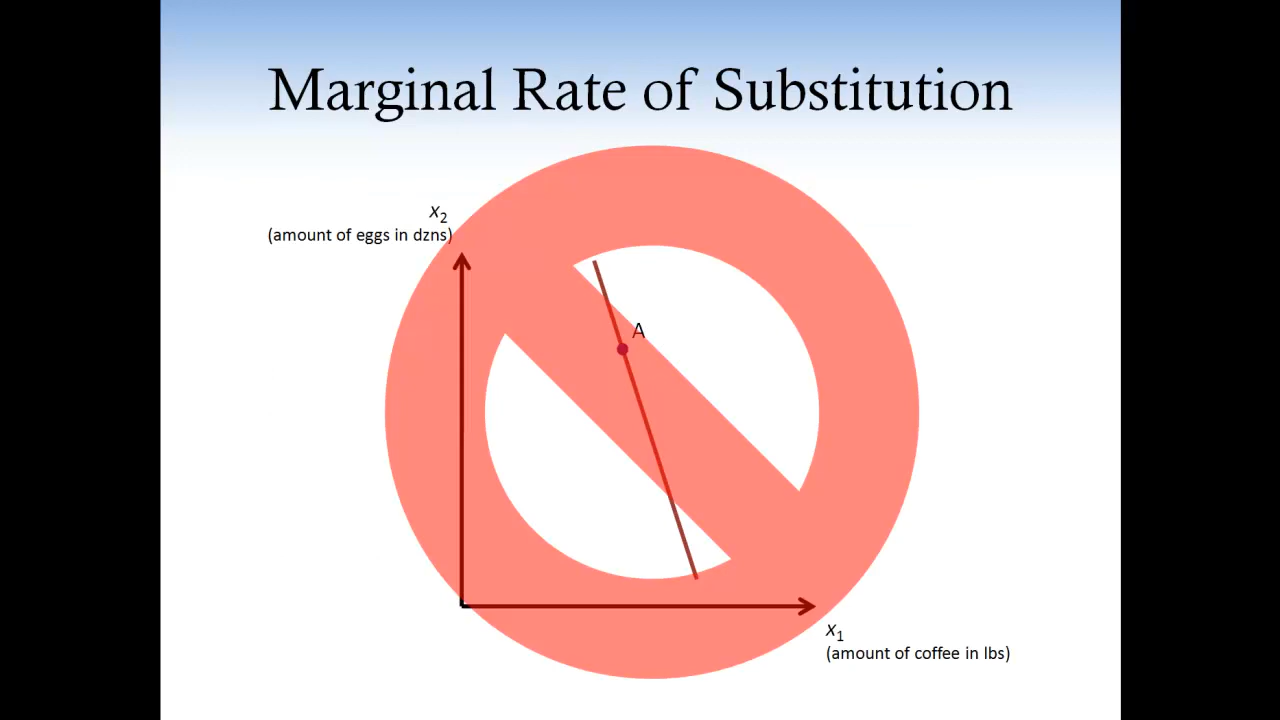 Marginal Rate of Substitution
x₂
(amount of eggs in dzns)
A
x₁
(amount of coffee in lbs)